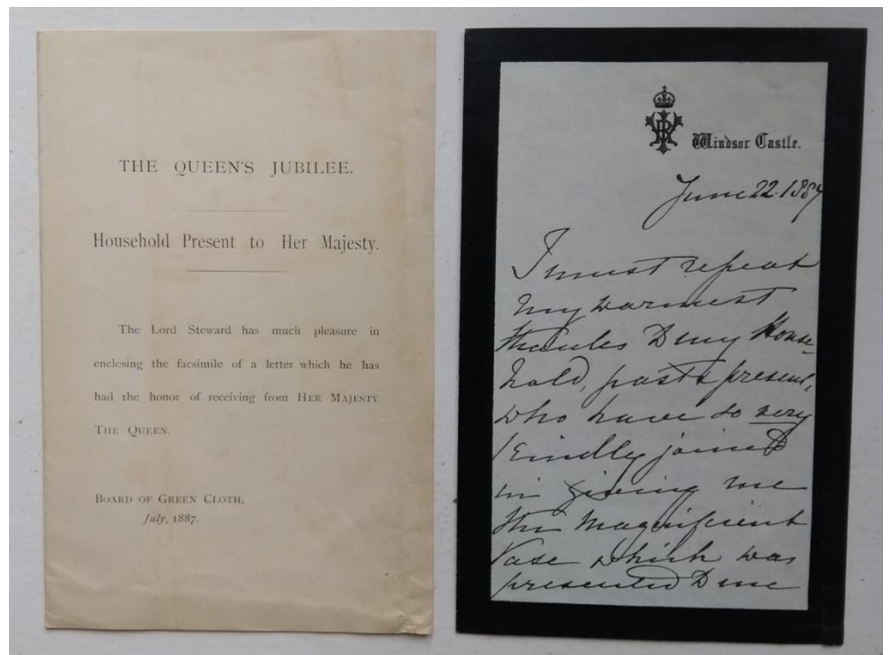 THE QUEEN'S JUBILEE.
Household Present to Her Majesty.
The Lord Steward has much pleasure in
enclosing the facsimile of a letter which he has
had the honor of receiving from HER MAJESTY
THE QUEEN.
BOARD OF GREEN CLOTH,
July, 1887.
VRI
Windsor Castle.
June 22. 1887
I must repeat
my warmest
thanks to my House-
hold, past & present,
who have so very
kindly joined
in giving me
the magnificent
Vase which was
presented to me